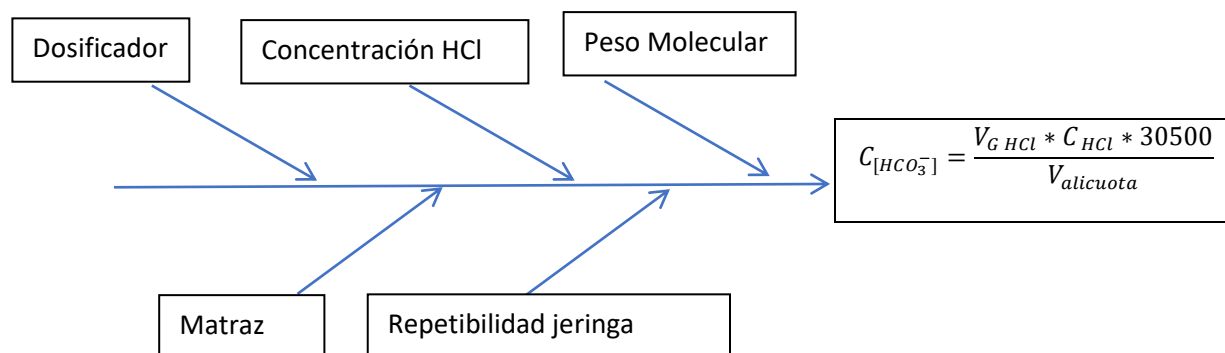 Dosificador
Concentración HCl
Peso Molecular
𝐶[𝐻𝐶𝑂₃⁻] = (𝑉𝐺 𝐻𝐶𝑙 * 𝐶𝐻𝐶𝑙 * 30500) / 𝑉𝑎𝑙𝑖𝑐𝑢𝑜𝑡𝑎
Matraz
Repetibilidad jeringa